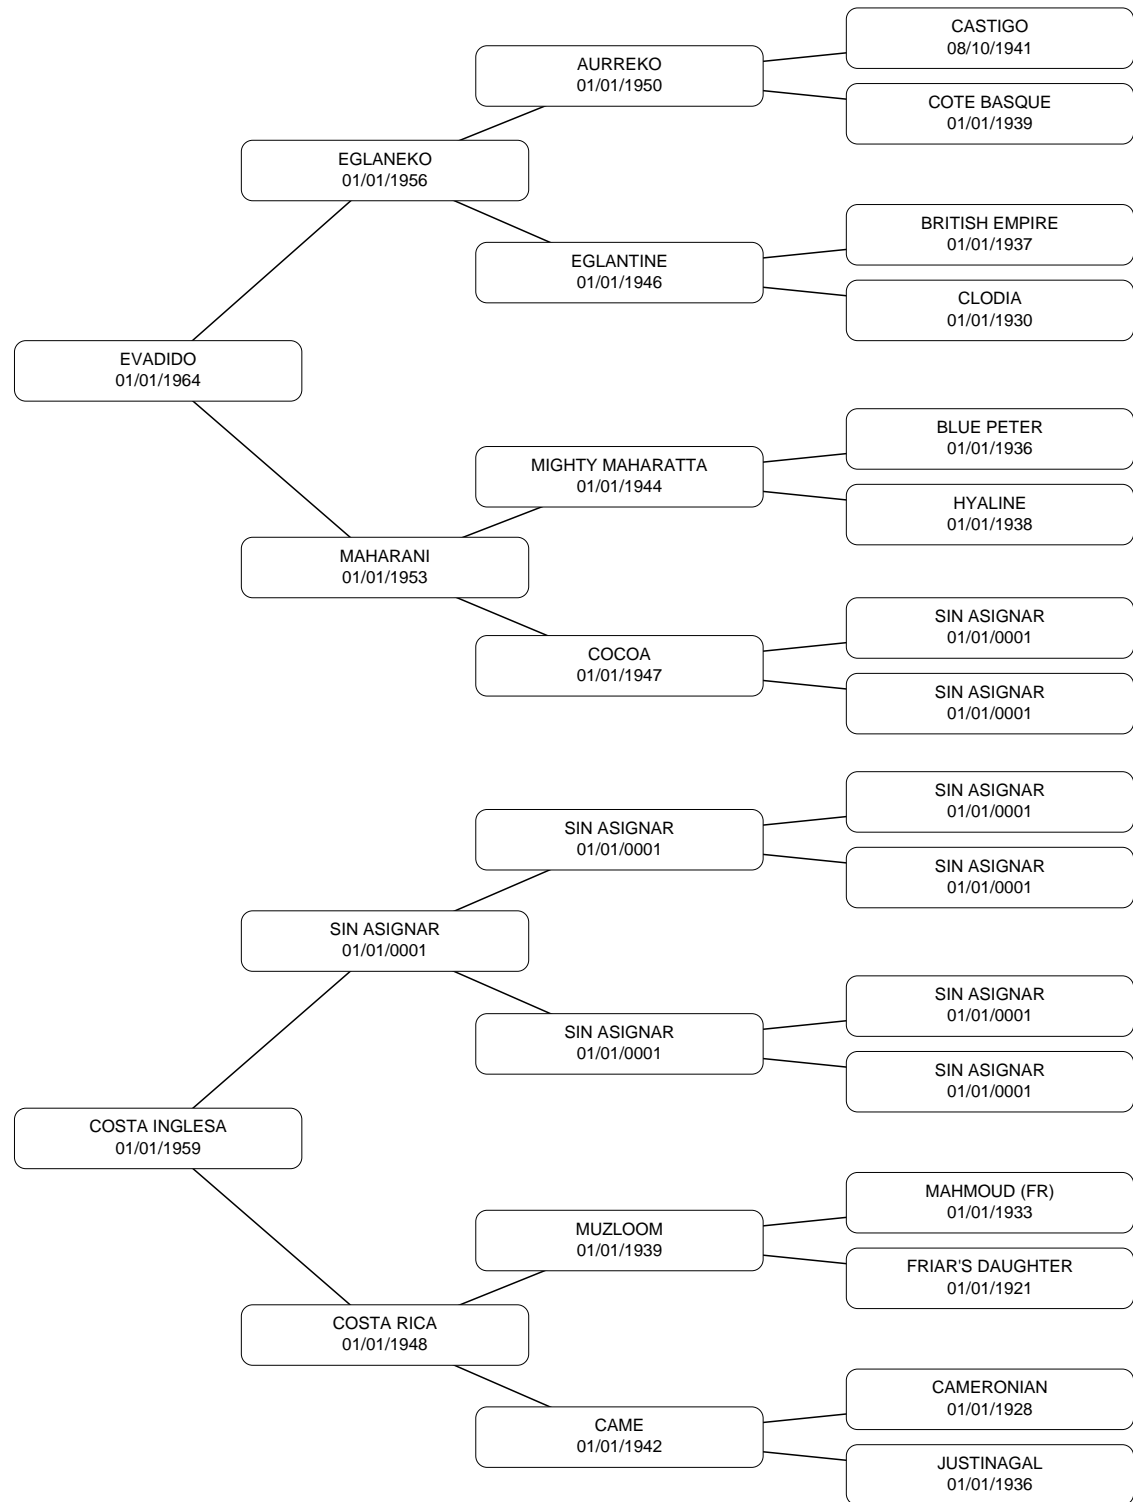 CASTIGO
08/10/1941
AURREKO
01/01/1950
COTE BASQUE
01/01/1939
EGLANEKO
01/01/1956
BRITISH EMPIRE
01/01/1937
EGLANTINE
01/01/1946
CLODIA
01/01/1930
EVADIDO
01/01/1964
BLUE PETER
01/01/1936
MIGHTY MAHARATTA
01/01/1944
HYALINE
01/01/1938
MAHARANI
01/01/1953
SIN ASIGNAR
01/01/0001
COCOA
01/01/1947
SIN ASIGNAR
01/01/0001
SIN ASIGNAR
01/01/0001
SIN ASIGNAR
01/01/0001
SIN ASIGNAR
01/01/0001
SIN ASIGNAR
01/01/0001
SIN ASIGNAR
01/01/0001
SIN ASIGNAR
01/01/0001
SIN ASIGNAR
01/01/0001
COSTA INGLESA
01/01/1959
MAHMOUD (FR)
01/01/1933
MUZLOOM
01/01/1939
FRIAR'S DAUGHTER
01/01/1921
COSTA RICA
01/01/1948
CAMERONIAN
01/01/1928
CAME
01/01/1942
JUSTINAGAL
01/01/1936